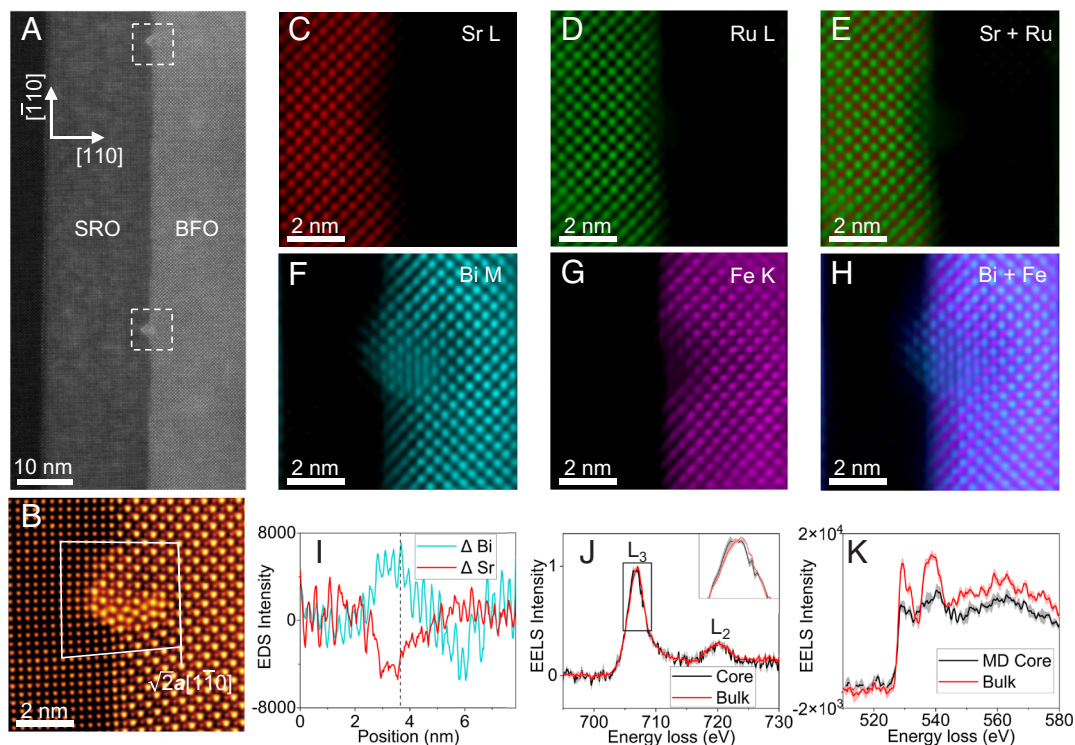 A
[1̅10]
[110]
SRO
BFO
10 nm
B
√2a[11̅0]
2 nm
C
Sr L
2 nm
D
Ru L
2 nm
E
Sr + Ru
2 nm
F
Bi M
2 nm
G
Fe K
2 nm
H
Bi + Fe
2 nm
I
8000
0
-8000
EDS Intensity
Δ Bi
Δ Sr
0 2 4 6
Position (nm)
J
L₃
L₂
1
0
EELS Intensity
Core
Bulk
700 710 720 730
Energy loss (eV)
K
2×10⁴
-2×10³
EELS Intensity
MD Core
Bulk
520 540 560 580
Energy loss (eV)